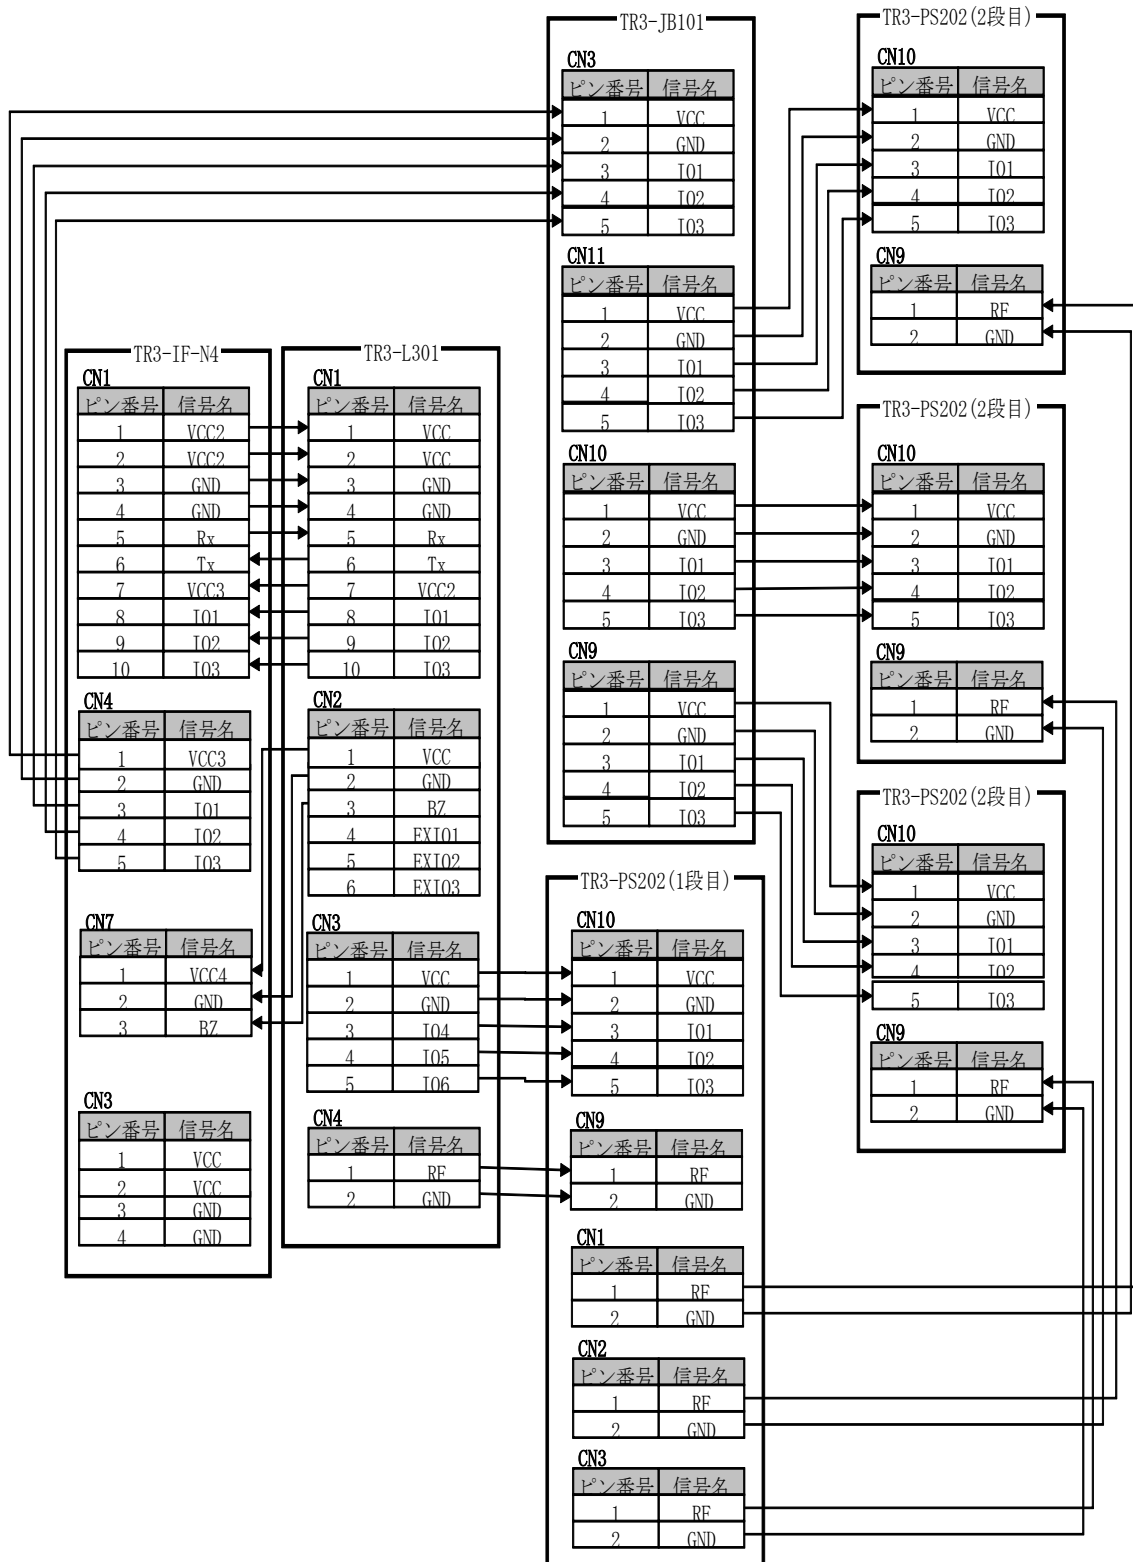 TR3-IF-N4
CN1
ピン番号 信号名
1 VCC2
2 VCC2
3 GND
4 GND
5 Rx
6 Tx
7 VCC3
8 IO1
9 IO2
10 IO3
CN4
ピン番号 信号名
1 VCC3
2 GND
3 IO1
4 IO2
5 IO3
CN7
ピン番号 信号名
1 VCC4
2 GND
3 BZ
CN3
ピン番号 信号名
1 VCC
2 VCC
3 GND
4 GND
TR3-L301
CN1
ピン番号 信号名
1 VCC
2 VCC
3 GND
4 GND
5 Rx
6 Tx
7 VCC2
8 IO1
9 IO2
10 IO3
CN2
ピン番号 信号名
1 VCC
2 GND
3 BZ
4 EXIO1
5 EXIO2
6 EXIO3
CN3
ピン番号 信号名
1 VCC
2 GND
3 IO4
4 IO5
5 IO6
CN4
ピン番号 信号名
1 RF
2 GND
TR3-JB101
CN3
ピン番号 信号名
1 VCC
2 GND
3 IO1
4 IO2
5 IO3
CN11
ピン番号 信号名
1 VCC
2 GND
3 IO1
4 IO2
5 IO3
CN10
ピン番号 信号名
1 VCC
2 GND
3 IO1
4 IO2
5 IO3
CN9
ピン番号 信号名
1 VCC
2 GND
3 IO1
4 IO2
5 IO3
TR3-PS202(1段目)
CN10
ピン番号 信号名
1 VCC
2 GND
3 IO1
4 IO2
5 IO3
CN9
ピン番号 信号名
1 RF
2 GND
CN1
ピン番号 信号名
1 RF
2 GND
CN2
ピン番号 信号名
1 RF
2 GND
CN3
ピン番号 信号名
1 RF
2 GND
TR3-PS202(2段目)
CN10
ピン番号 信号名
1 VCC
2 GND
3 IO1
4 IO2
5 IO3
CN9
ピン番号 信号名
1 RF
2 GND
TR3-PS202(2段目)
CN10
ピン番号 信号名
1 VCC
2 GND
3 IO1
4 IO2
5 IO3
CN9
ピン番号 信号名
1 RF
2 GND
TR3-PS202(2段目)
CN10
ピン番号 信号名
1 VCC
2 GND
3 IO1
4 IO2
5 IO3
CN9
ピン番号 信号名
1 RF
2 GND